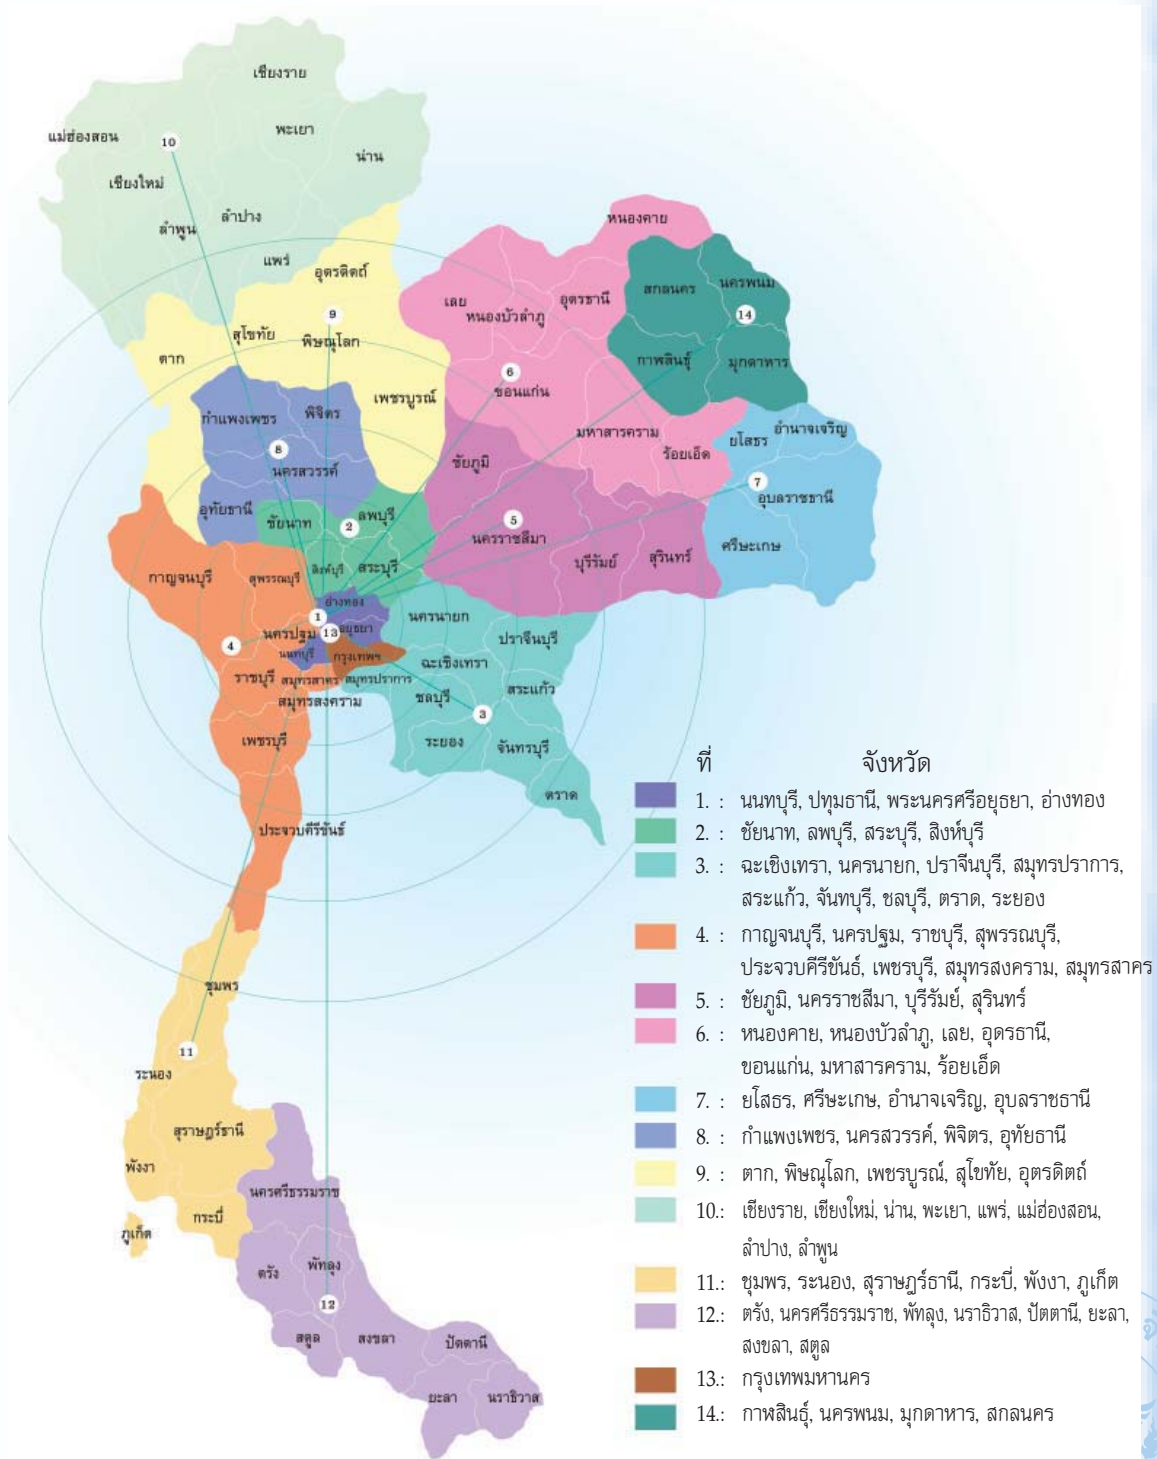 เชียงราย
แม่ฮ่องสอน
10
พะเยา
น่าน
เชียงใหม่
ลำปาง
ลำพูน
แพร่
อุตรดิตถ์
หนองคาย
สกลนคร
นครพนม
เลย
อุดรธานี
หนองบัวลำภู
9
14
สุโขทัย
พิษณุโลก
ตาก
กาฬสินธุ์
มุกดาหาร
6
ขอนแก่น
เพชรบูรณ์
กำแพงเพชร
พิจิตร
มหาสารคาม
ร้อยเอ็ด
ยโสธร
อำนาจเจริญ
8
นครสวรรค์
ชัยภูมิ
7
อุบลราชธานี
อุทัยธานี
ชัยนาท
2
ลพบุรี
5
นครราชสีมา
บุรีรัมย์
สุรินทร์
ศรีษะเกษ
กาญจนบุรี
สุพรรณบุรี
สิงห์บุรี
สระบุรี
อ่างทอง
1
นครปฐม
13
อยุธยา
นครนายก
ปราจีนบุรี
4
นนทบุรี
กรุงเทพฯ
ฉะเชิงเทรา
ราชบุรี
สมุทรสาคร
สมุทรปราการ
สระแก้ว
สมุทรสงคราม
ชลบุรี
3
เพชรบุรี
ระยอง
จันทรบุรี
ตราด
ประจวบคีรีขันธ์
ชุมพร
11
ระนอง
สุราษฎร์ธานี
พังงา
นครศรีธรรมราช
กระบี่
ภูเก็ต
ตรัง
พัทลุง
12
สตูล
สงขลา
ปัตตานี
ยะลา
นราธิวาส
ที่ จังหวัด
1. : นนทบุรี, ปทุมธานี, พระนครศรีอยุธยา, อ่างทอง
2. : ชัยนาท, ลพบุรี, สระบุรี, สิงห์บุรี
3. : ฉะเชิงเทรา, นครนายก, ปราจีนบุรี, สมุทรปราการ,
สระแก้ว, จันทบุรี, ชลบุรี, ตราด, ระยอง
4. : กาญจนบุรี, นครปฐม, ราชบุรี, สุพรรณบุรี,
ประจวบคีรีขันธ์, เพชรบุรี, สมุทรสงคราม, สมุทรสาคร
5. : ชัยภูมิ, นครราชสีมา, บุรีรัมย์, สุรินทร์
6. : หนองคาย, หนองบัวลำภู, เลย, อุดรธานี,
ขอนแก่น, มหาสารคราม, ร้อยเอ็ด
7. : ยโสธร, ศรีษะเกษ, อำนาจเจริญ, อุบลราชธานี
8. : กำแพงเพชร, นครสวรรค์, พิจิตร, อุทัยธานี
9. : ตาก, พิษณุโลก, เพชรบูรณ์, สุโขทัย, อุตรดิตถ์
10.: เชียงราย, เชียงใหม่, น่าน, พะเยา, แพร่, แม่ฮ่องสอน,
ลำปาง, ลำพูน
11.: ชุมพร, ระนอง, สุราษฎร์ธานี, กระบี่, พังงา, ภูเก็ต
12.: ตรัง, นครศรีธรรมราช, พัทลุง, นราธิวาส, ปัตตานี, ยะลา,
สงขลา, สตูล
13.: กรุงเทพมหานคร
14.: กาฬสินธุ์, นครพนม, มุกดาหาร, สกลนคร